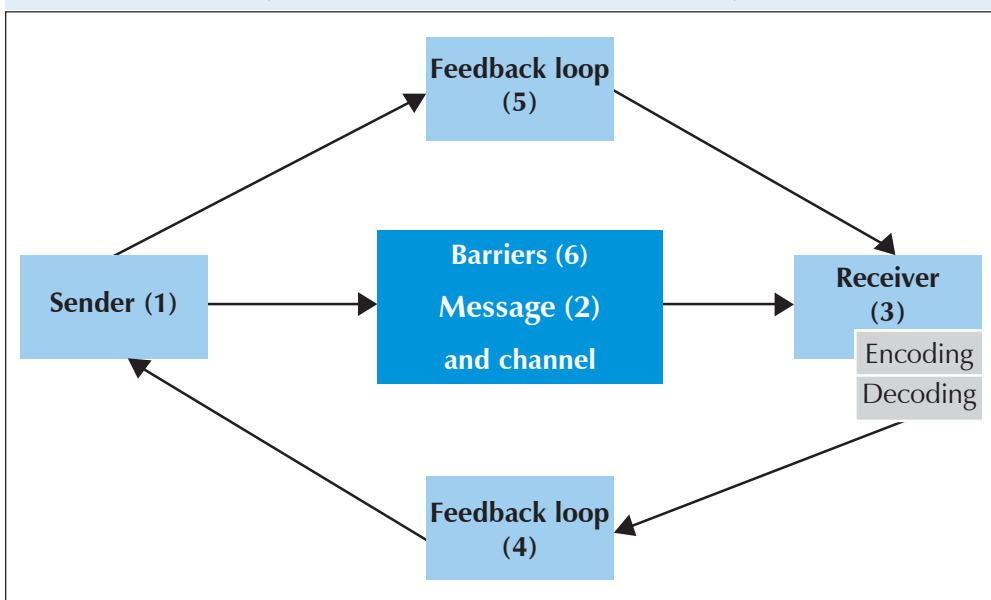 Feedback loop
(5)
Barriers (6)
Sender (1)
Message (2)
and channel
Receiver
(3)
Encoding
Decoding
Feedback loop
(4)